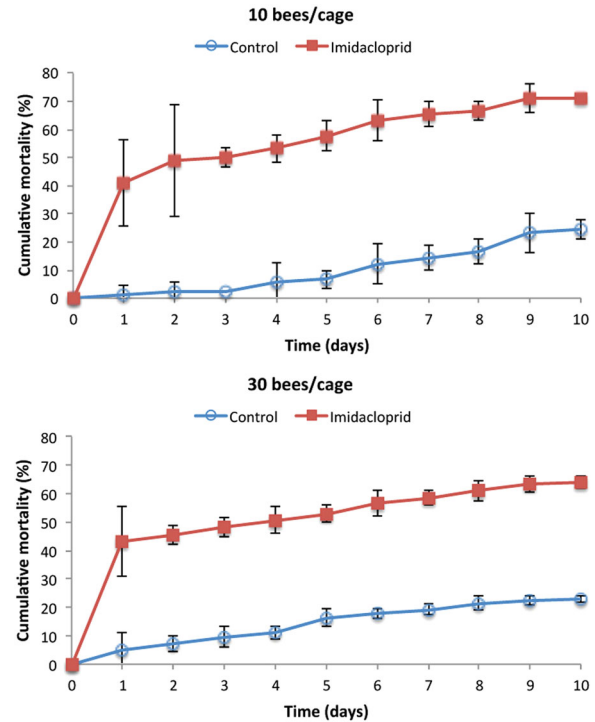 10 bees/cage
Control Imidacloprid
Cumulative mortality (%)
80
70
60
50
40
30
20
10
0
0 1 2 3 4 5 6 7 8 9 10
Time (days)
30 bees/cage
Control Imidacloprid
Cumulative mortality (%)
80
70
60
50
40
30
20
10
0
0 1 2 3 4 5 6 7 8 9 10
Time (days)